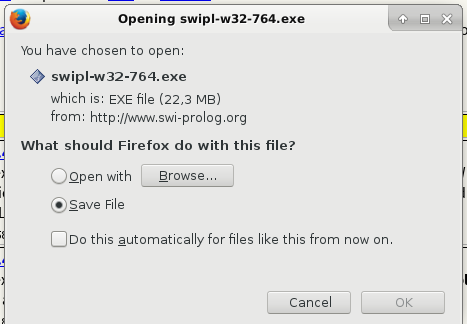 Opening swipl-w32-764.exe
You have chosen to open:
swipl-w32-764.exe
which is: EXE file (22,3 MB)
from: http://www.swi-prolog.org
What should Firefox do with this file?
Open with Browse...
Save File
Do this automatically for files like this from now on.
Cancel OK